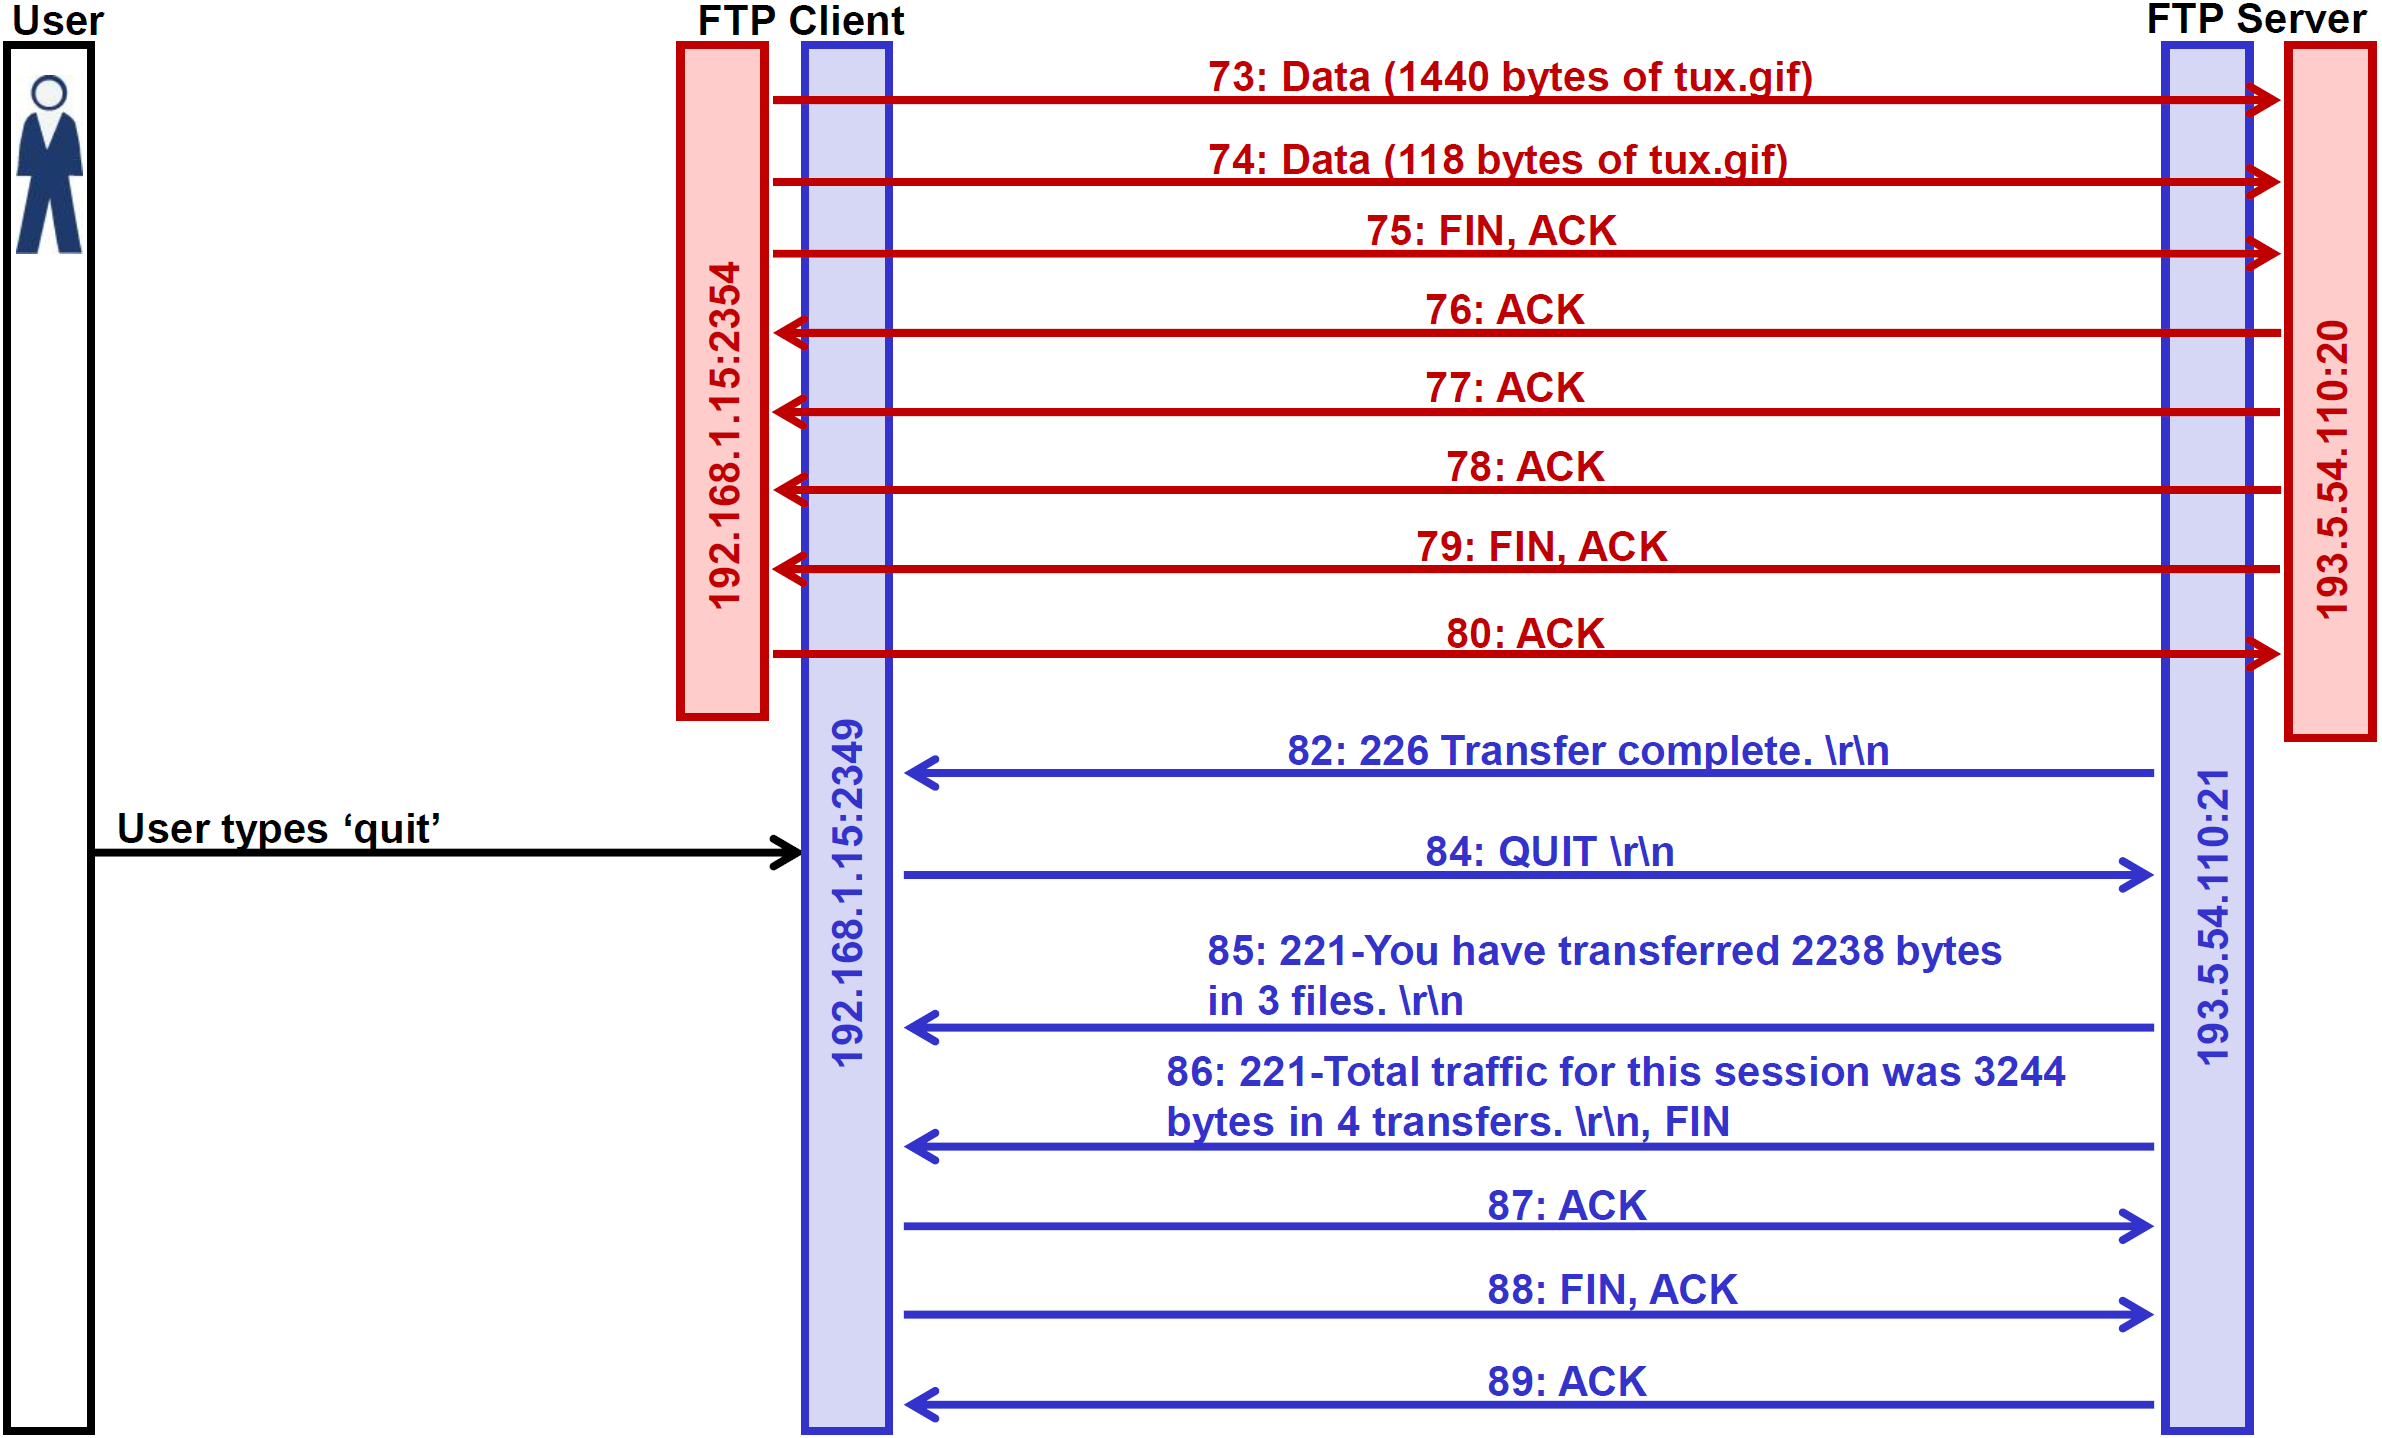 User
FTP Client
FTP Server
73: Data (1440 bytes of tux.gif)
74: Data (118 bytes of tux.gif)
75: FIN, ACK
76: ACK
77: ACK
78: ACK
79: FIN, ACK
80: ACK
192.168.1.15:2354
193.5.54.110:20
82: 226 Transfer complete. \r\n
User types ‘quit’
84: QUIT \r\n
85: 221-You have transferred 2238 bytes
in 3 files. \r\n
86: 221-Total traffic for this session was 3244
bytes in 4 transfers. \r\n, FIN
87: ACK
88: FIN, ACK
89: ACK
192.168.1.15:2349
193.5.54.110:21